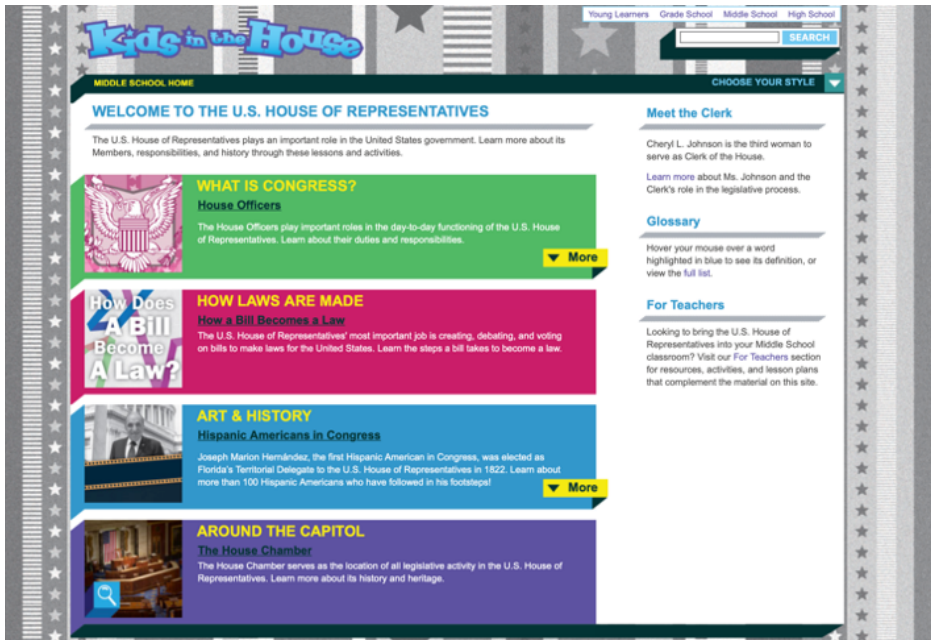 Young Learners Grade School Middle School High School
Kids in the House
SEARCH
MIDDLE SCHOOL HOME
CHOOSE YOUR STYLE
WELCOME TO THE U.S. HOUSE OF REPRESENTATIVES
The U.S. House of Representatives plays an important role in the United States government. Learn more about its
Members, responsibilities, and history through these lessons and activities.
WHAT IS CONGRESS?
House Officers
The House Officers play important roles in the day-to-day functioning of the U.S. House
of Representatives. Learn about their duties and responsibilities.
More
How Does
A Bill
Become
A Law?
HOW LAWS ARE MADE
How a Bill Becomes a Law
The U.S. House of Representatives' most important job is creating, debating, and voting
on bills to make laws for the United States. Learn the steps a bill takes to become a law.
ART & HISTORY
Hispanic Americans in Congress
Joseph Marion Hernández, the first Hispanic American in Congress, was elected as
Florida's Territorial Delegate to the U.S. House of Representatives in 1822. Learn about
more than 100 Hispanic Americans who have followed in his footsteps!
More
AROUND THE CAPITOL
The House Chamber
The House Chamber serves as the location of all legislative activity in the U.S. House of
Representatives. Learn more about its history and heritage.
Meet the Clerk
Cheryl L. Johnson is the third woman to
serve as Clerk of the House.
Learn more about Ms. Johnson and the
Clerk's role in the legislative process.
Glossary
Hover your mouse over a word
highlighted in blue to see its definition, or
view the full list.
For Teachers
Looking to bring the U.S. House of
Representatives into your Middle School
classroom? Visit our For Teachers section
for resources, activities, and lesson plans
that complement the material on this site.